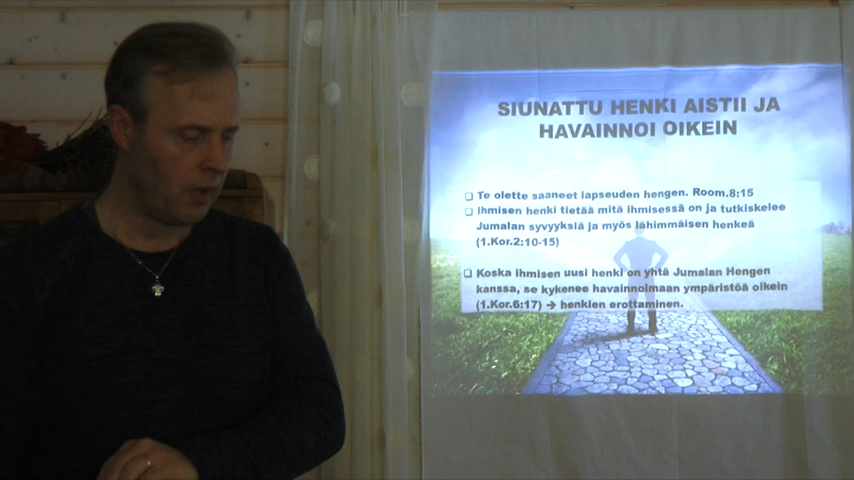 SIUNATTU HENKI AISTII JA
HAVAINNOI OIKEIN
❑ Te olette saaneet lapseuden hengen. Room.8:15
❑ Ihmisen henki tietää mitä ihmisessä on ja tutkiskelee
Jumalan syvyyksiä ja myös lähimmäisen henkeä
(1.Kor.2:10-15)
❑ Koska ihmisen uusi henki on yhtä Jumalan Hengen
kanssa, se kykenee havainnoimaan ympäristöä oikein
(1.Kor.6:17) → henkien erottaminen.